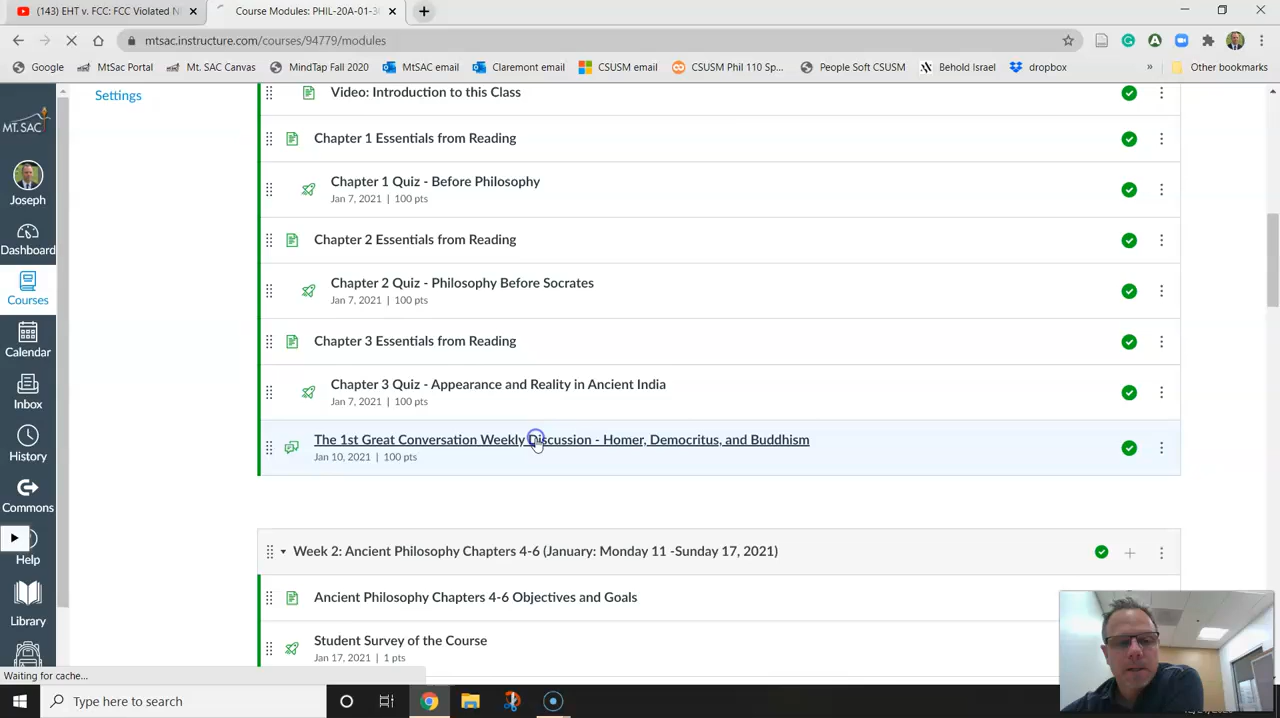 (143) EHT v. FCC: FCC Violated N
Course Modules: PHIL-20A-01-3
mtsac.instructure.com/courses/94779/modules
Google
MtSac Portal
Mt. SAC Canvas
MindTap Fall 2020
MtSAC email
Claremont email
CSUSM email
CSUSM Phil 110 Sp...
People Soft CSUSM
Behold Israel
dropbox
»
Other bookmarks
MT. SAC
Joseph
Dashboard
Courses
Calendar
Inbox
History
Commons
Help
Library
Settings
Video: Introduction to this Class
Chapter 1 Essentials from Reading
Chapter 1 Quiz - Before Philosophy
Jan 7, 2021 | 100 pts
Chapter 2 Essentials from Reading
Chapter 2 Quiz - Philosophy Before Socrates
Jan 7, 2021 | 100 pts
Chapter 3 Essentials from Reading
Chapter 3 Quiz - Appearance and Reality in Ancient India
Jan 7, 2021 | 100 pts
The 1st Great Conversation Weekly Discussion - Homer, Democritus, and Buddhism
Jan 10, 2021 | 100 pts
Week 2: Ancient Philosophy Chapters 4-6 (January: Monday 11 -Sunday 17, 2021)
Ancient Philosophy Chapters 4-6 Objectives and Goals
Student Survey of the Course
Jan 17, 2021 | 1 pts
Waiting for cache...
Type here to search